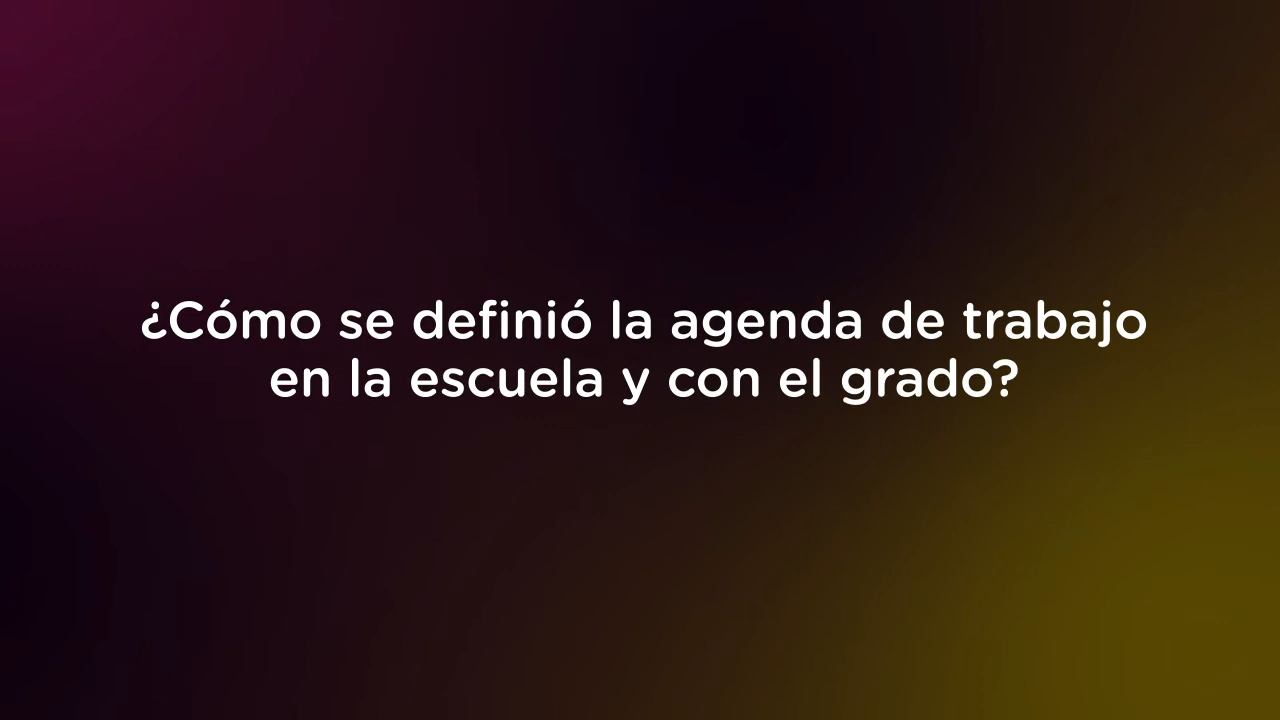 ¿Cómo se definió la agenda de trabajo
en la escuela y con el grado?